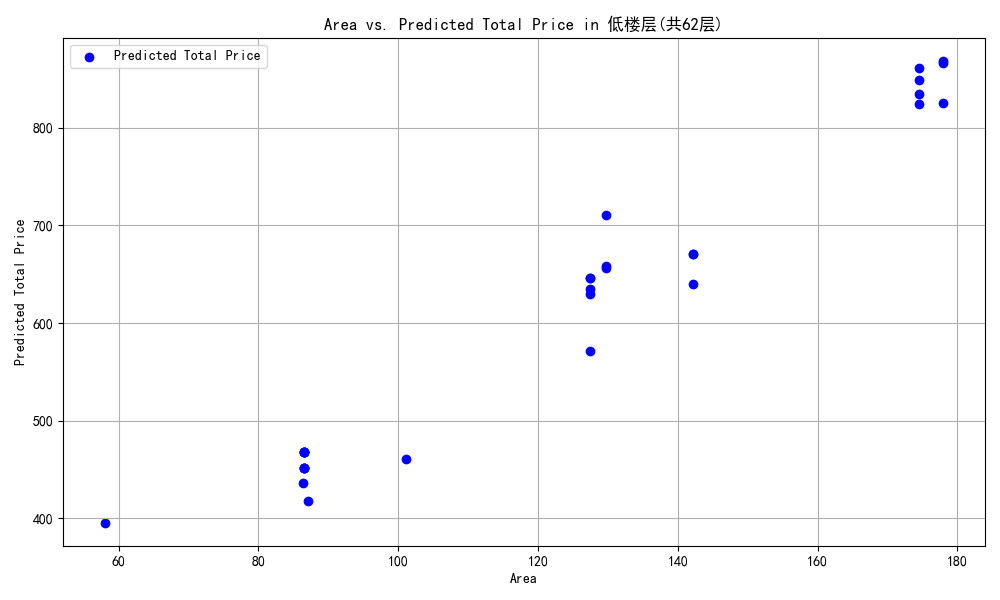 Area vs. Predicted Total Price in 低楼层(共62层)
Predicted Total Price
Predicted Total Price
800
700
600
500
400
60 80 100 120 140 160 180
Area